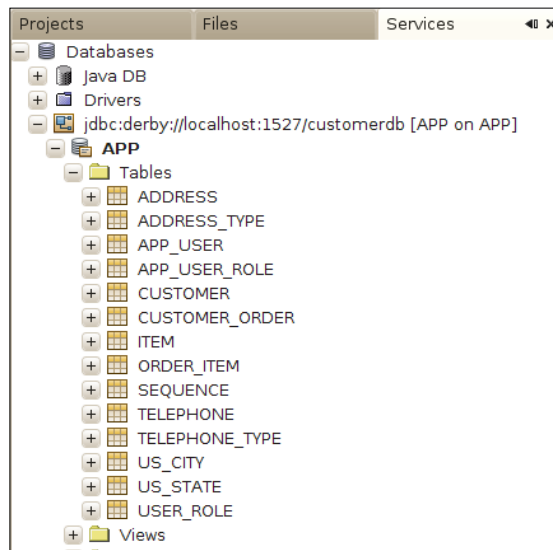 Projects Files Services
Databases
Java DB
Drivers
jdbc:derby://localhost:1527/customerdb [APP on APP]
APP
Tables
ADDRESS
ADDRESS_TYPE
APP_USER
APP_USER_ROLE
CUSTOMER
CUSTOMER_ORDER
ITEM
ORDER_ITEM
SEQUENCE
TELEPHONE
TELEPHONE_TYPE
US_CITY
US_STATE
USER_ROLE
Views